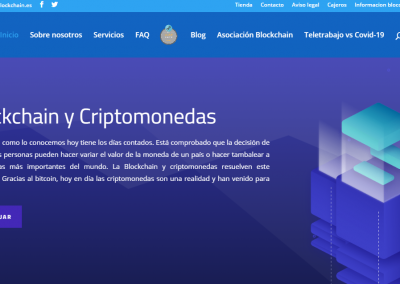 lockchain.es
Tienda Contacto Aviso legal Cajeros Informacion bloc
Inicio Sobre nosotros Servicios FAQ Blog Asociación Blockchain Teletrabajo vs Covid-19
ckchain y Criptomonedas
como lo conocemos hoy tiene los días contados. Está comprobado que la decisión de
s personas pueden hacer variar el valor de la moneda de un país o hacer tambalear a
as más importantes del mundo. La Blockchain y criptomonedas resuelven este
Gracias al bitcoin, hoy en día las criptomonedas son una realidad y han venido para
UAR